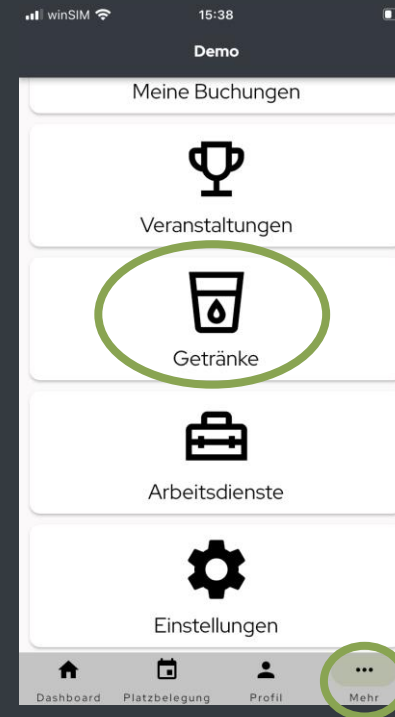 winSIM
15:38
Demo
Meine Buchungen
Veranstaltungen
Getränke
Arbeitsdienste
Einstellungen
Dashboard Platzbelegung Profil Mehr